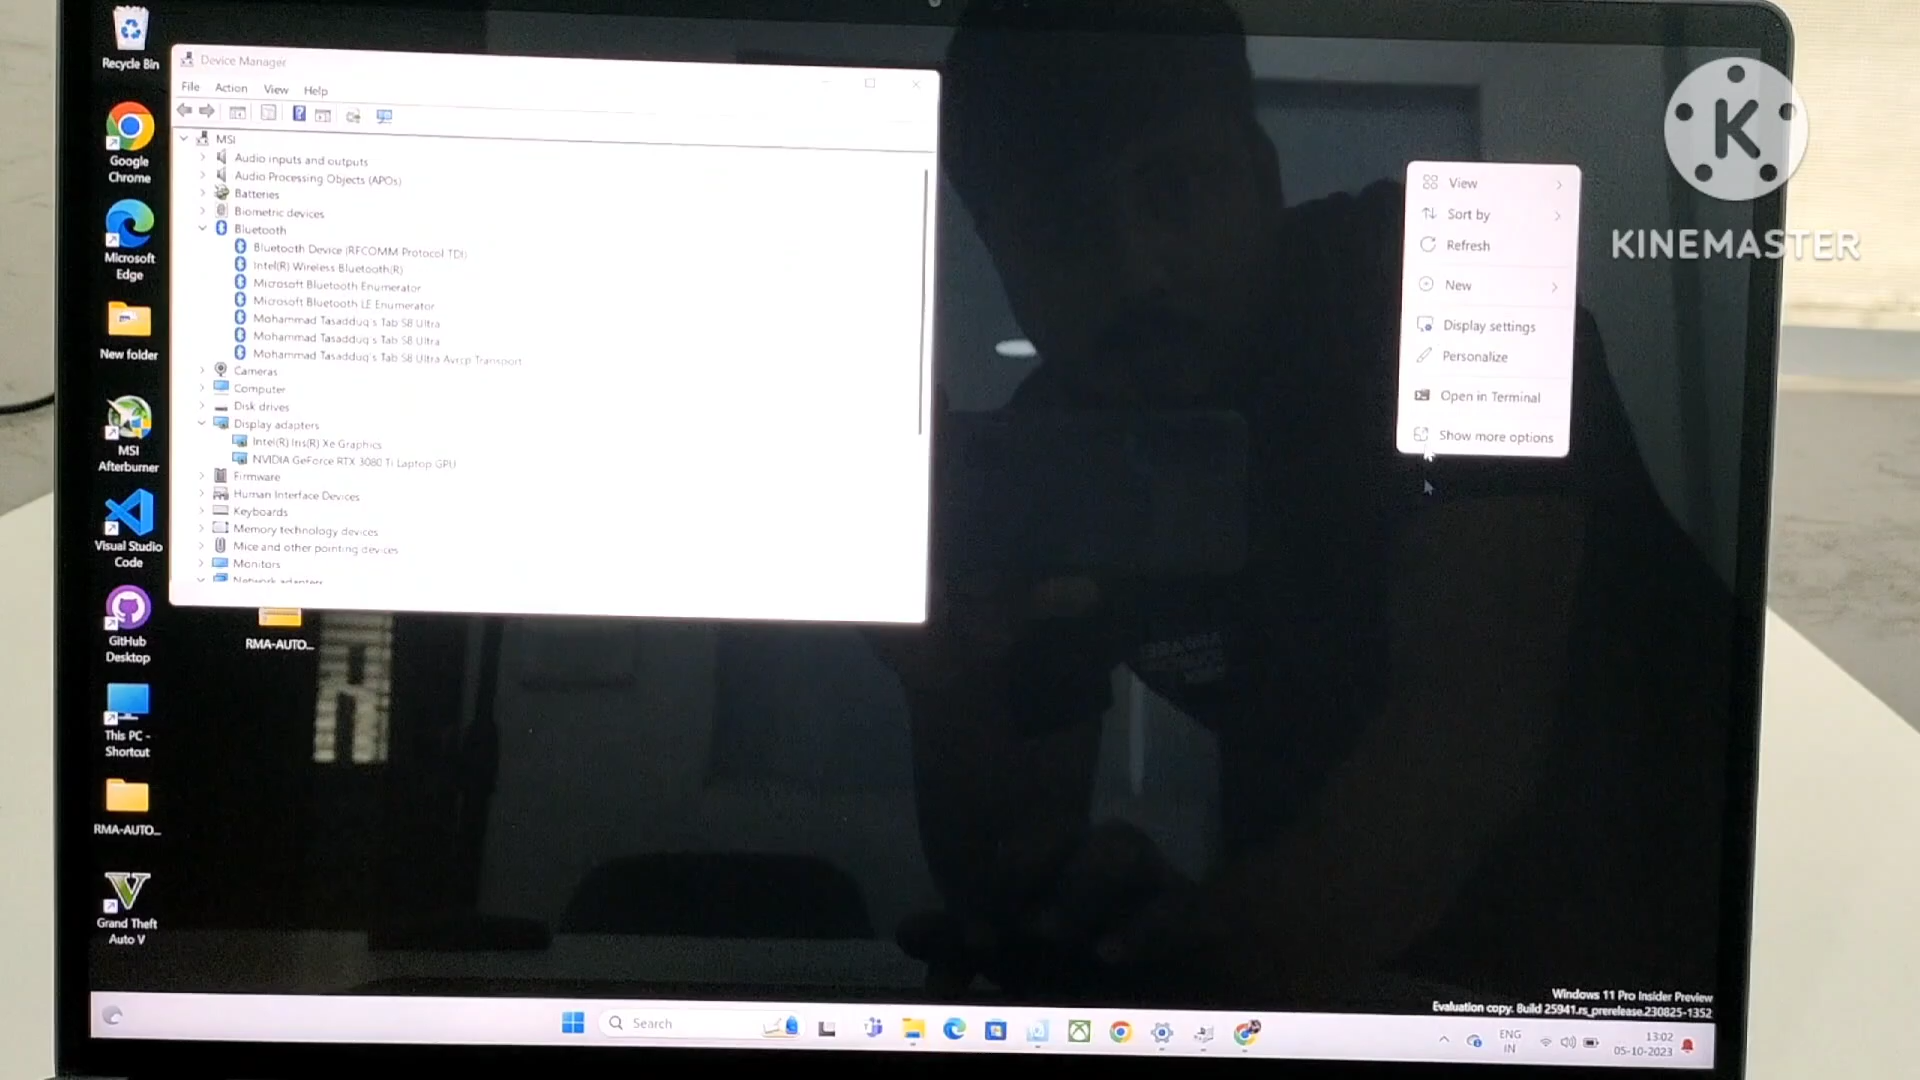 Recycle Bin
Google
Chrome
Microsoft
Edge
New folder
MSI
Afterburner
Visual Studio
Code
GitHub
Desktop
This PC -
Shortcut
RMA-AUTO...
Grand Theft
Auto V
RMA-AUTO...
Device Manager
File Action View Help
MSI
Audio inputs and outputs
Audio Processing Objects (APOs)
Batteries
Biometric devices
Bluetooth
Bluetooth Device (RFCOMM Protocol TDI)
Intel(R) Wireless Bluetooth(R)
Microsoft Bluetooth Enumerator
Microsoft Bluetooth LE Enumerator
Mohammad Tasadduq's Tab S8 Ultra
Mohammad Tasadduq's Tab S8 Ultra
Mohammad Tasadduq's Tab S8 Ultra Avrcp Transport
Cameras
Computer
Disk drives
Display adapters
Intel(R) Iris(R) Xe Graphics
NVIDIA GeForce RTX 3080 Ti Laptop GPU
Firmware
Human Interface Devices
Keyboards
Memory technology devices
Mice and other pointing devices
Monitors
Network adapters
View
Sort by
Refresh
New
Display settings
Personalize
Open in Terminal
Show more options
K
KINEMASTER
Windows 11 Pro Insider Preview
Evaluation copy. Build 25941.rs_prerelease.230825-1352
Search
ENG
IN
13:02
05-10-2023